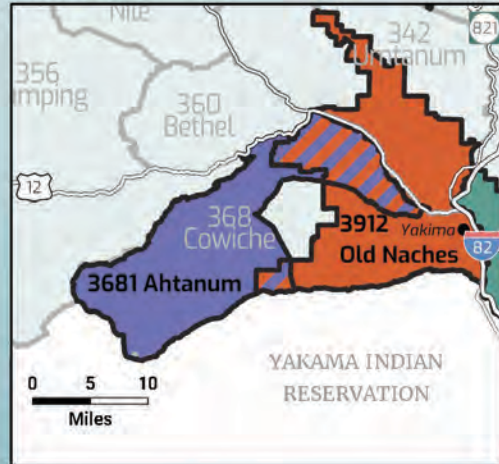 Nile
821
342
Umtanum
356
umping
360
Bethel
12
368
Cowiche
3912
Yakima
Old Naches
82
3681 Ahtanum
YAKAMA INDIAN
RESERVATION
0 5 10
Miles